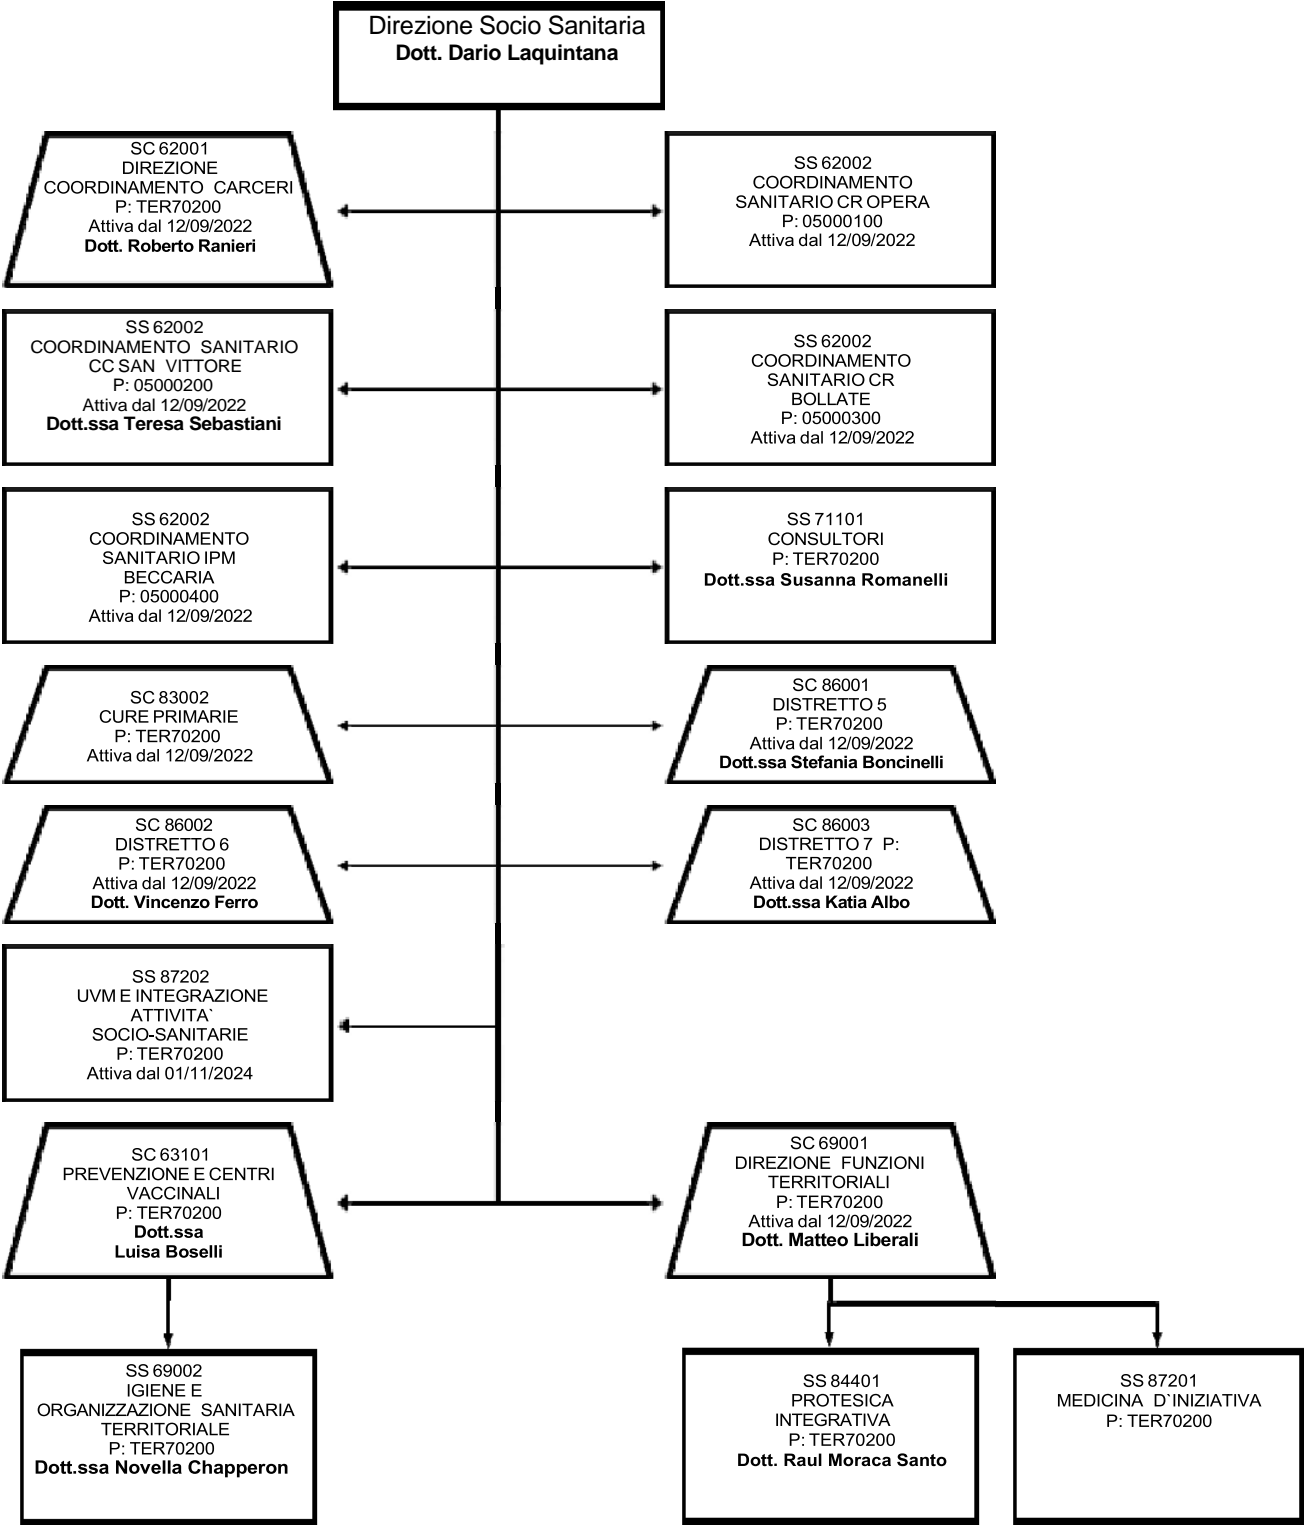 Direzione Socio Sanitaria
Dott. Dario Laquintana
SC 62001
DIREZIONE
COORDINAMENTO CARCERI
P: TER70200
Attiva dal 12/09/2022
Dott. Roberto Ranieri
SS 62002
COORDINAMENTO
SANITARIO CR OPERA
P: 05000100
Attiva dal 12/09/2022
SS 62002
COORDINAMENTO SANITARIO
CC SAN VITTORE
P: 05000200
Attiva dal 12/09/2022
Dott.ssa Teresa Sebastiani
SS 62002
COORDINAMENTO
SANITARIO CR
BOLLATE
P: 05000300
Attiva dal 12/09/2022
SS 62002
COORDINAMENTO
SANITARIO IPM
BECCARIA
P: 05000400
Attiva dal 12/09/2022
SS 71101
CONSULTORI
P: TER70200
Dott.ssa Susanna Romanelli
SC 83002
CURE PRIMARIE
P: TER70200
Attiva dal 12/09/2022
SC 86001
DISTRETTO 5
P: TER70200
Attiva dal 12/09/2022
Dott.ssa Stefania Boncinelli
SC 86002
DISTRETTO 6
P: TER70200
Attiva dal 12/09/2022
Dott. Vincenzo Ferro
SC 86003
DISTRETTO 7 P:
TER70200
Attiva dal 12/09/2022
Dott.ssa Katia Albo
SS 87202
UVM E INTEGRAZIONE
ATTIVITA`
SOCIO-SANITARIE
P: TER70200
Attiva dal 01/11/2024
SC 63101
PREVENZIONE E CENTRI
VACCINALI
P: TER70200
Dott.ssa
Luisa Boselli
SC 69001
DIREZIONE FUNZIONI
TERRITORIALI
P: TER70200
Attiva dal 12/09/2022
Dott. Matteo Liberali
SS 69002
IGIENE E
ORGANIZZAZIONE SANITARIA
TERRITORIALE
P: TER70200
Dott.ssa Novella Chapperon
SS 84401
PROTESICA
INTEGRATIVA
P: TER70200
Dott. Raul Moraca Santo
SS 87201
MEDICINA D`INIZIATIVA
P: TER70200